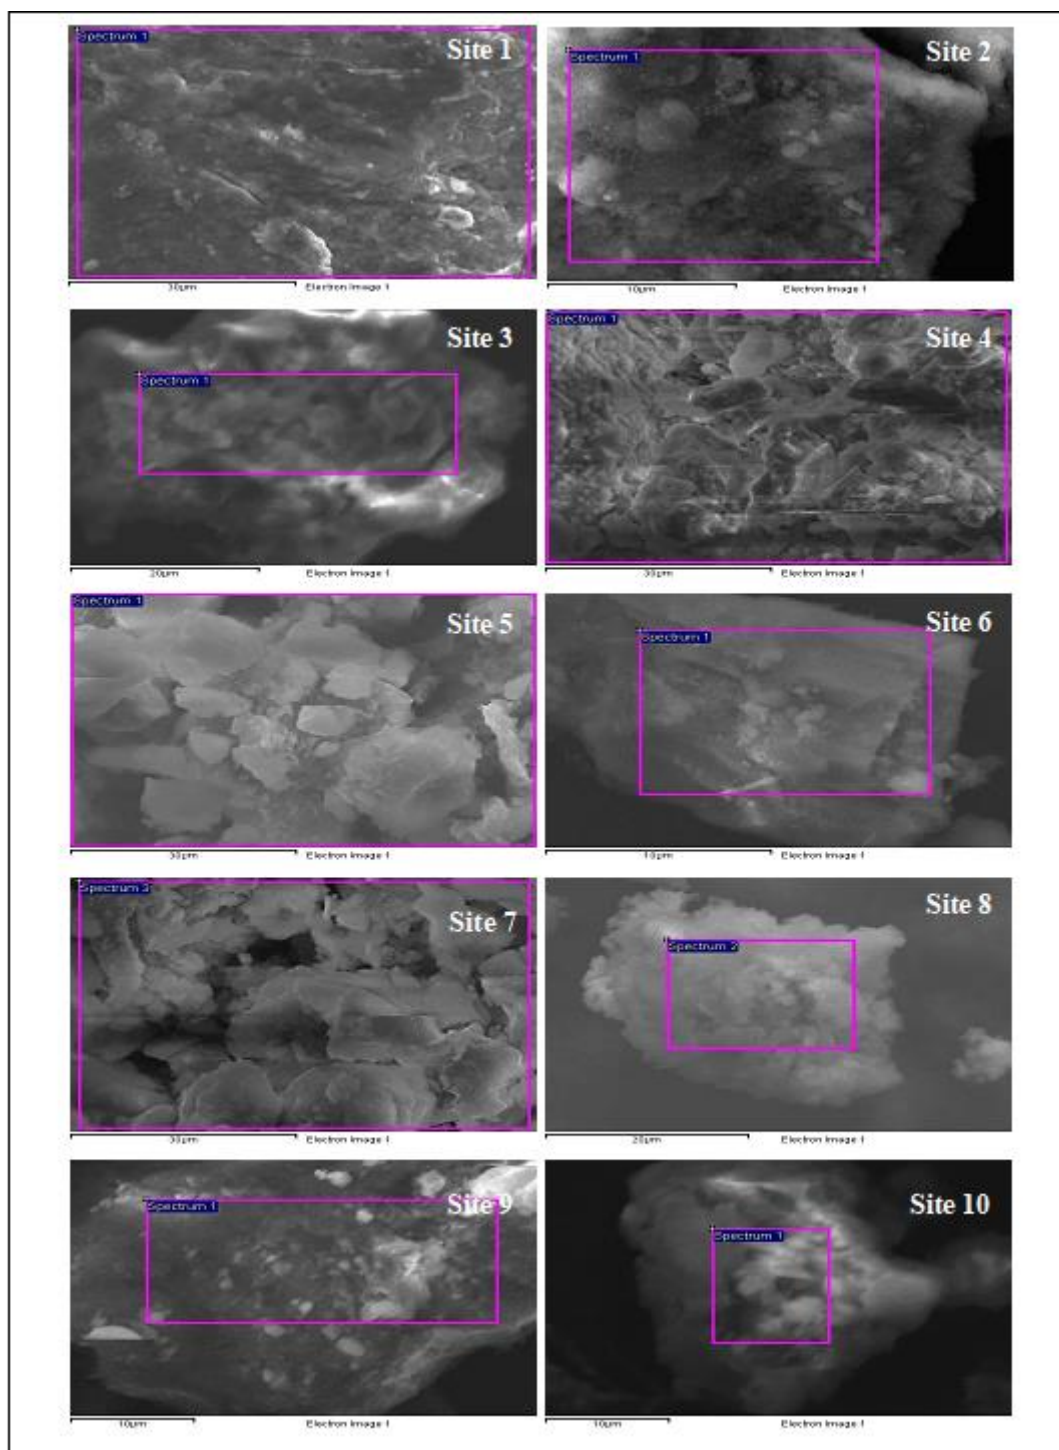 Spectrum 1
Site 1
30µm Electron Image 1
Spectrum 1
Site 2
10µm Electron Image 1
Spectrum 1
Site 3
20µm Electron Image 1
Spectrum 1
Site 4
30µm Electron Image 1
Spectrum 1
Site 5
30µm Electron Image 1
Spectrum 1
Site 6
10µm Electron Image 1
Spectrum 3
Site 7
30µm Electron Image 1
Spectrum 2
Site 8
20µm Electron Image 1
Spectrum 1
Site 9
10µm Electron Image 1
Spectrum 1
Site 10
10µm Electron Image 1